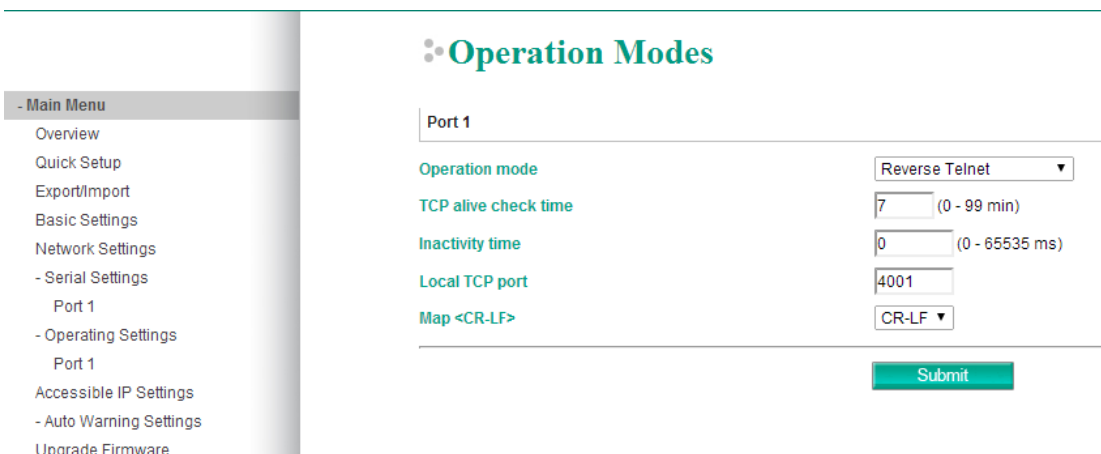 Operation Modes
- Main Menu
Overview
Quick Setup
Export/Import
Basic Settings
Network Settings
- Serial Settings
Port 1
- Operating Settings
Port 1
Accessible IP Settings
- Auto Warning Settings
Upgrade Firmware
Port 1
Operation mode Reverse Telnet
TCP alive check time 7 (0 - 99 min)
Inactivity time 0 (0 - 65535 ms)
Local TCP port 4001
Map <CR-LF> CR-LF
Submit